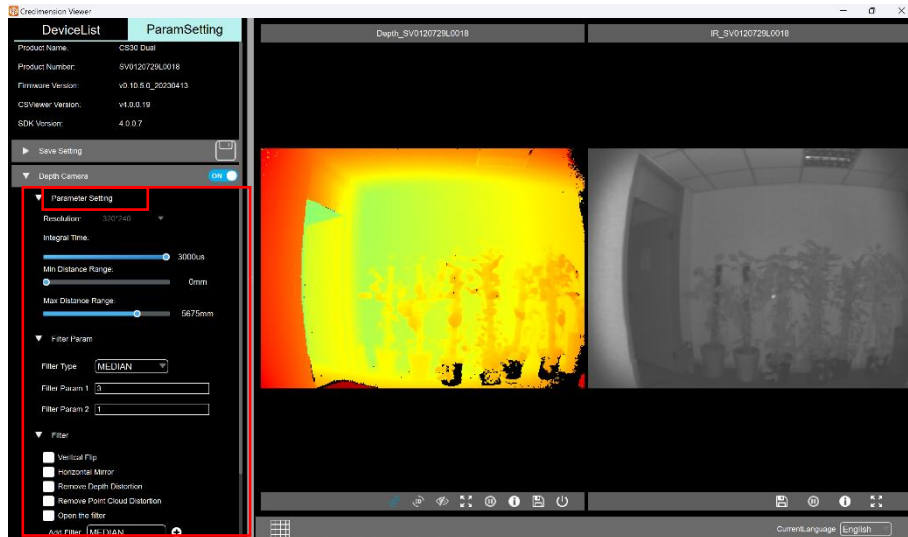 Credimension Viewer
DeviceList ParamSetting
Product Name: CS30 Dual
Product Number: SV0120729L0018
Firmware Version: v0.10.5.0_20230413
CSViewer Version: v4.0.0.19
SDK Version: 4.0.0.7
Save Setting
Depth Camera ON
Parameter Setting
Resolution: 320*240
Integral Time:
3000us
Min Distance Range:
0mm
Max Distance Range:
5675mm
Filter Param
Filter Type MEDIAN
Filter Param 1 3
Filter Param 2 1
Filter
Veritcal Flip
Horizontal Mirror
Remove Depth Distortion
Remove Point Cloud Distortion
Open the filter
Add Filter MEDIAN
Depth_SV0120729L0018
IR_SV0120729L0018
CurrentLanguage English